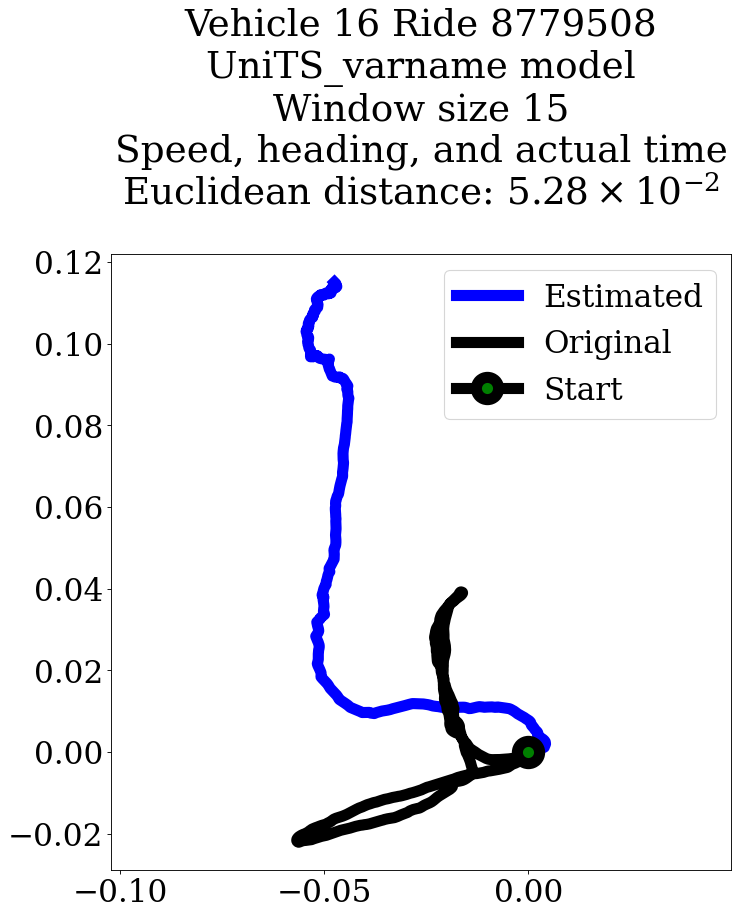 Vehicle 16 Ride 8779508
UniTS_varname model
Window size 15
Speed, heading, and actual time
Euclidean distance: 5.28 × 10⁻²
Estimated
Original
Start
0.12
0.10
0.08
0.06
0.04
0.02
0.00
−0.02
−0.10
−0.05
0.00